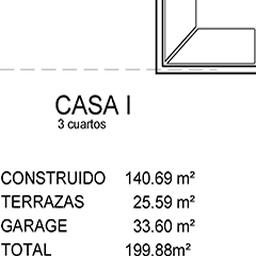 CASA I
3 cuartos
CONSTRUIDO 140.69 m²
TERRAZAS 25.59 m²
GARAGE 33.60 m²
TOTAL 199.88m²